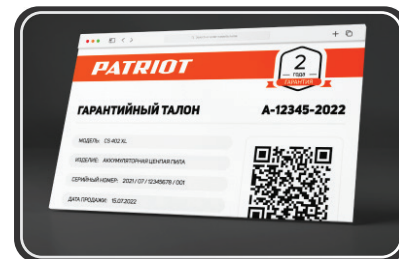 PATRIOT
2
ГОДА
ГАРАНТИЯ
ГАРАНТИЙНЫЙ ТАЛОН
А-12345-2022
МОДЕЛЬ: CS 402 XL
ИЗДЕЛИЕ: АККУМУЛЯТОРНАЯ ЦЕПНАЯ ПИЛА
СЕРИЙНЫЙ НОМЕР: 2021 / 07 / 12345678 / 001
ДАТА ПРОДАЖИ: 15.07.2022